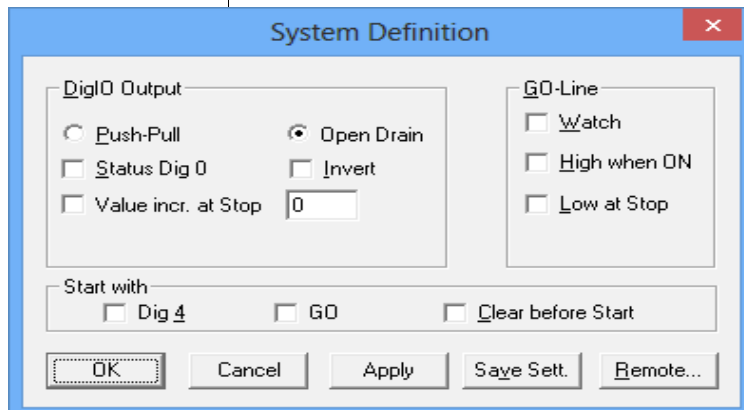 System Definition
DigIO Output
Push-Pull
Open Drain
Status Dig 0
Invert
Value incr. at Stop
0
GO-Line
Watch
High when ON
Low at Stop
Start with
Dig 4
GO
Clear before Start
OK
Cancel
Apply
Save Sett.
Remote...